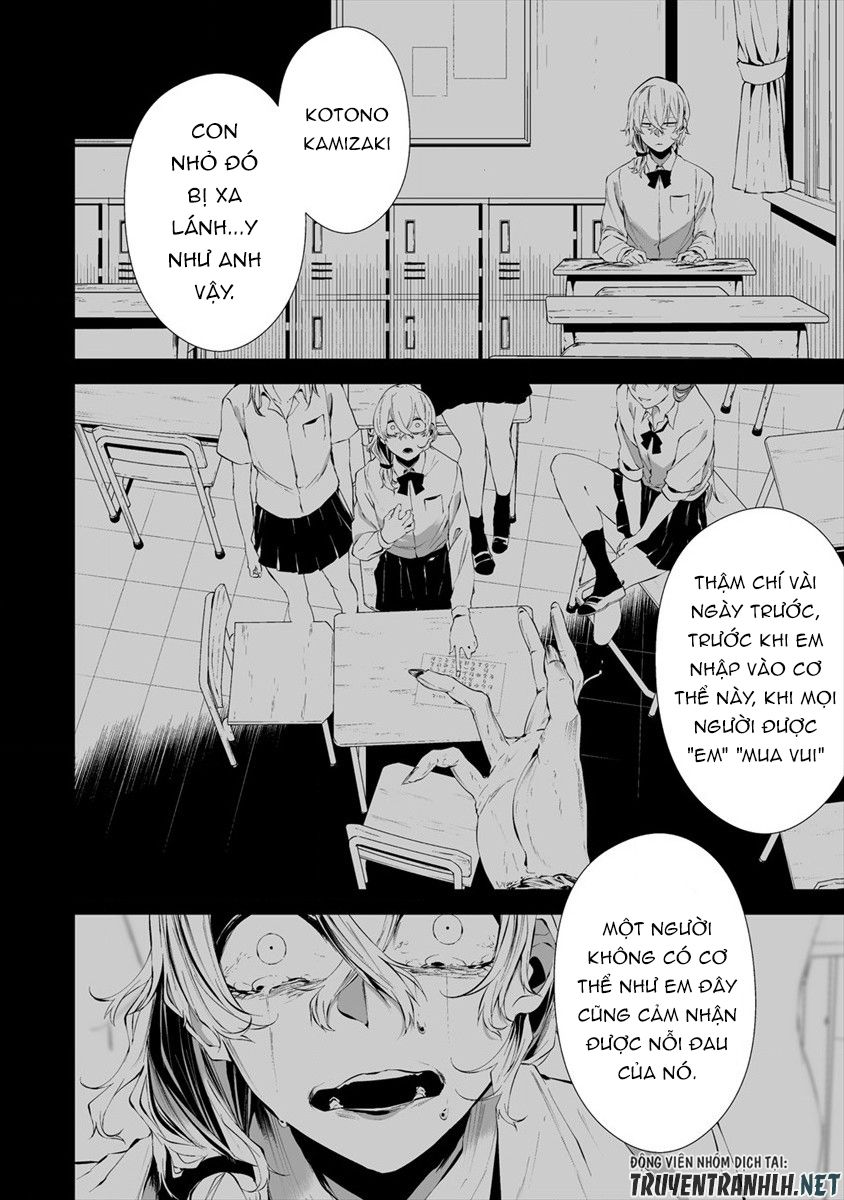 KOTONO
KAMIZAKI
CON
NHỎ ĐÓ
BỊ XA
LÁNH...Y
NHƯ ANH
VẬY.
THẬM CHÍ VÀI
NGÀY TRƯỚC,
TRƯỚC KHI EM
NHẬP VÀO CƠ
THỂ NÀY, KHI MỌI
NGƯỜI ĐƯỢC
"EM" "MUA VUI"
MỘT NGƯỜI
KHÔNG CÓ CƠ
THỂ NHƯ EM ĐÂY
CŨNG CẢM NHẬN
ĐƯỢC NỖI ĐAU
CỦA NÓ.
ĐỘNG VIÊN NHÓM DỊCH TẠI:
TRUYENTRANHLH.NET